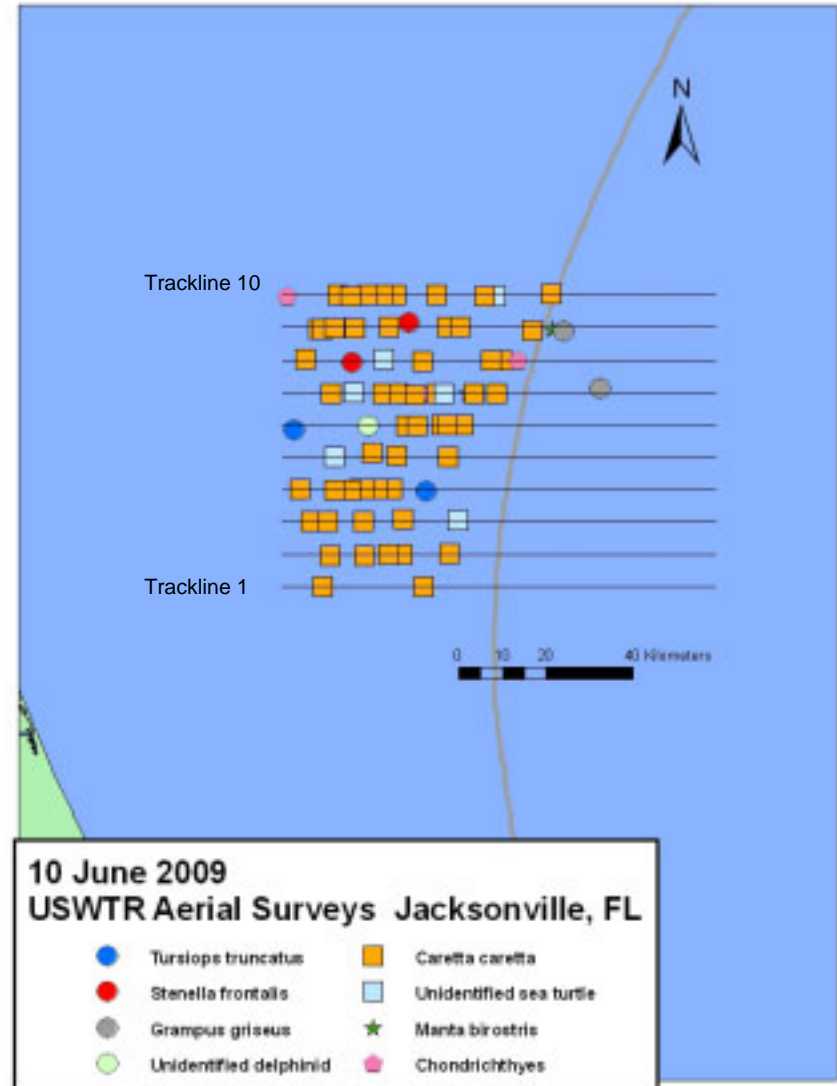 N
Trackline 10
Trackline 1
0 10 20 40 Kilometers
10 June 2009
USWTR Aerial Surveys Jacksonville, FL
Tursiops truncatus
Caretta caretta
Stenella frontalis
Unidentified sea turtle
Grampus griseus
Manta birostris
Unidentified delphinid
Chondrichthyes